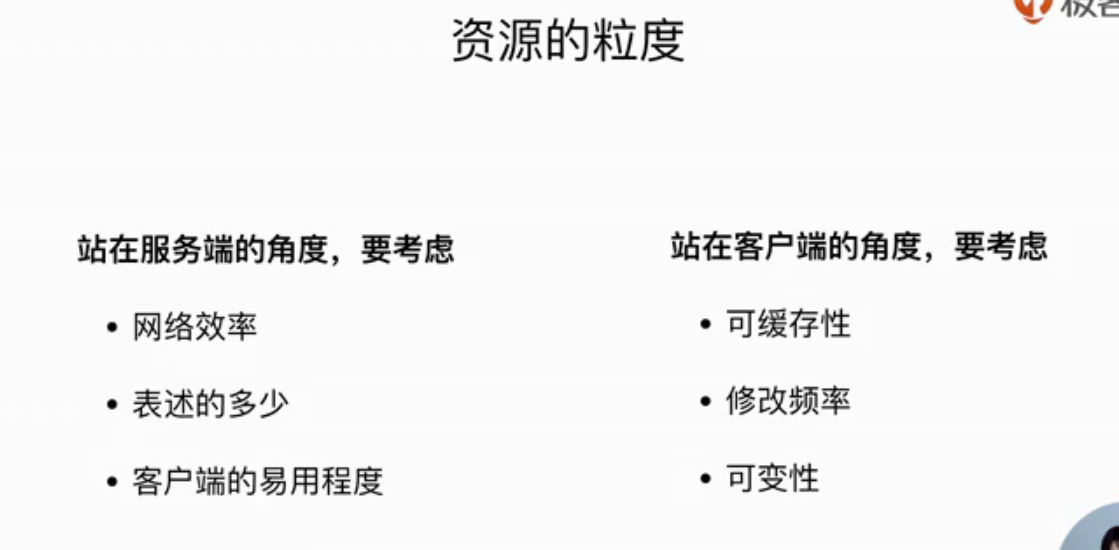 资源的粒度
站在服务端的角度，要考虑
• 网络效率
• 表述的多少
• 客户端的易用程度
站在客户端的角度，要考虑
• 可缓存性
• 修改频率
• 可变性